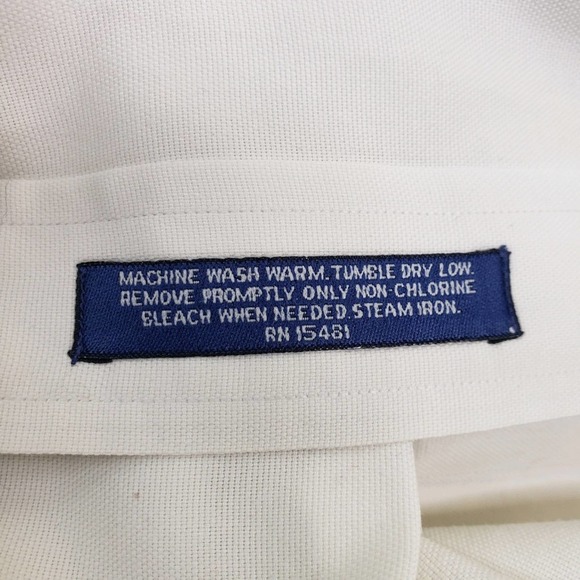 MACHINE WASH WARM. TUMBLE DRY LOW.
REMOVE PROMPTLY ONLY NON-CHLORINE
BLEACH WHEN NEEDED STEAM IRON.
RN 15481